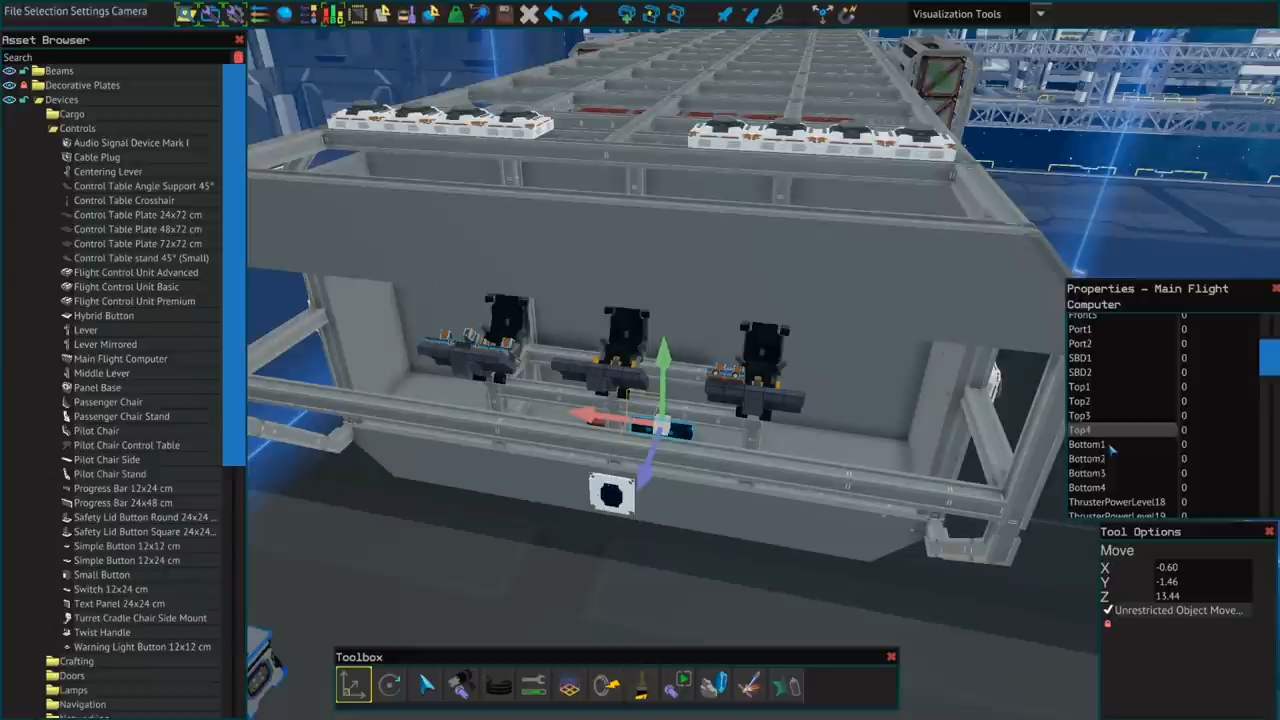 File Selection Settings Camera
Visualization Tools
Asset Browser
Search
Beams
Decorative Plates
Devices
Cargo
Controls
Audio Signal Device Mark I
Cable Plug
Centering Lever
Control Table Angle Support 45°
Control Table Crosshair
Control Table Plate 24x72 cm
Control Table Plate 48x72 cm
Control Table Plate 72x72 cm
Control Table stand 45° (Small)
Flight Control Unit Advanced
Flight Control Unit Basic
Flight Control Unit Premium
Hybrid Button
Lever
Lever Mirrored
Main Flight Computer
Middle Lever
Panel Base
Passenger Chair
Passenger Chair Stand
Pilot Chair
Pilot Chair Control Table
Pilot Chair Side
Pilot Chair Stand
Progress Bar 12x24 cm
Progress Bar 24x48 cm
Safety Lid Button Round 24x24 ...
Safety Lid Button Square 24x24...
Simple Button 12x12 cm
Simple Button 12x24 cm
Small Button
Switch 12x24 cm
Text Panel 24x24 cm
Turret Cradle Chair Side Mount
Twist Handle
Warning Light Button 12x12 cm
Crafting
Doors
Lamps
Navigation
Properties - Main Flight
Computer
Port1 0
Port2 0
SBD1 0
SBD2 0
Top1 0
Top2 0
Top3 0
Top4 0
Bottom1 0
Bottom2 0
Bottom3 0
Bottom4 0
ThrusterPowerLevel18 0
Tool Options
Move
X -0.60
Y -1.46
Z 13.44
Unrestricted Object Move...
Toolbox